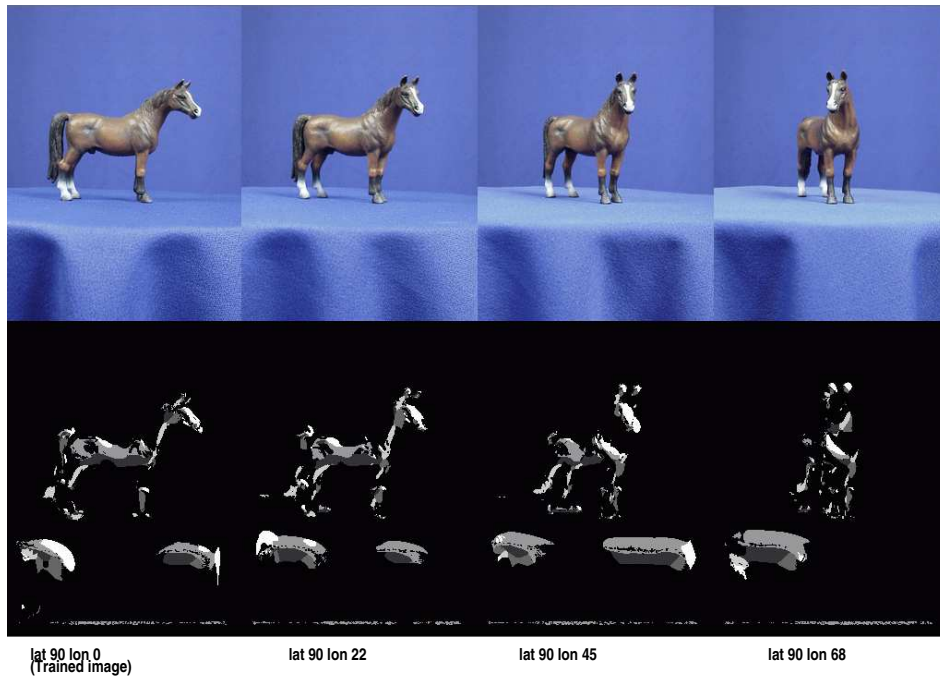 lat 90 lon 0
(Trained image)
lat 90 lon 22
lat 90 lon 45
lat 90 lon 68